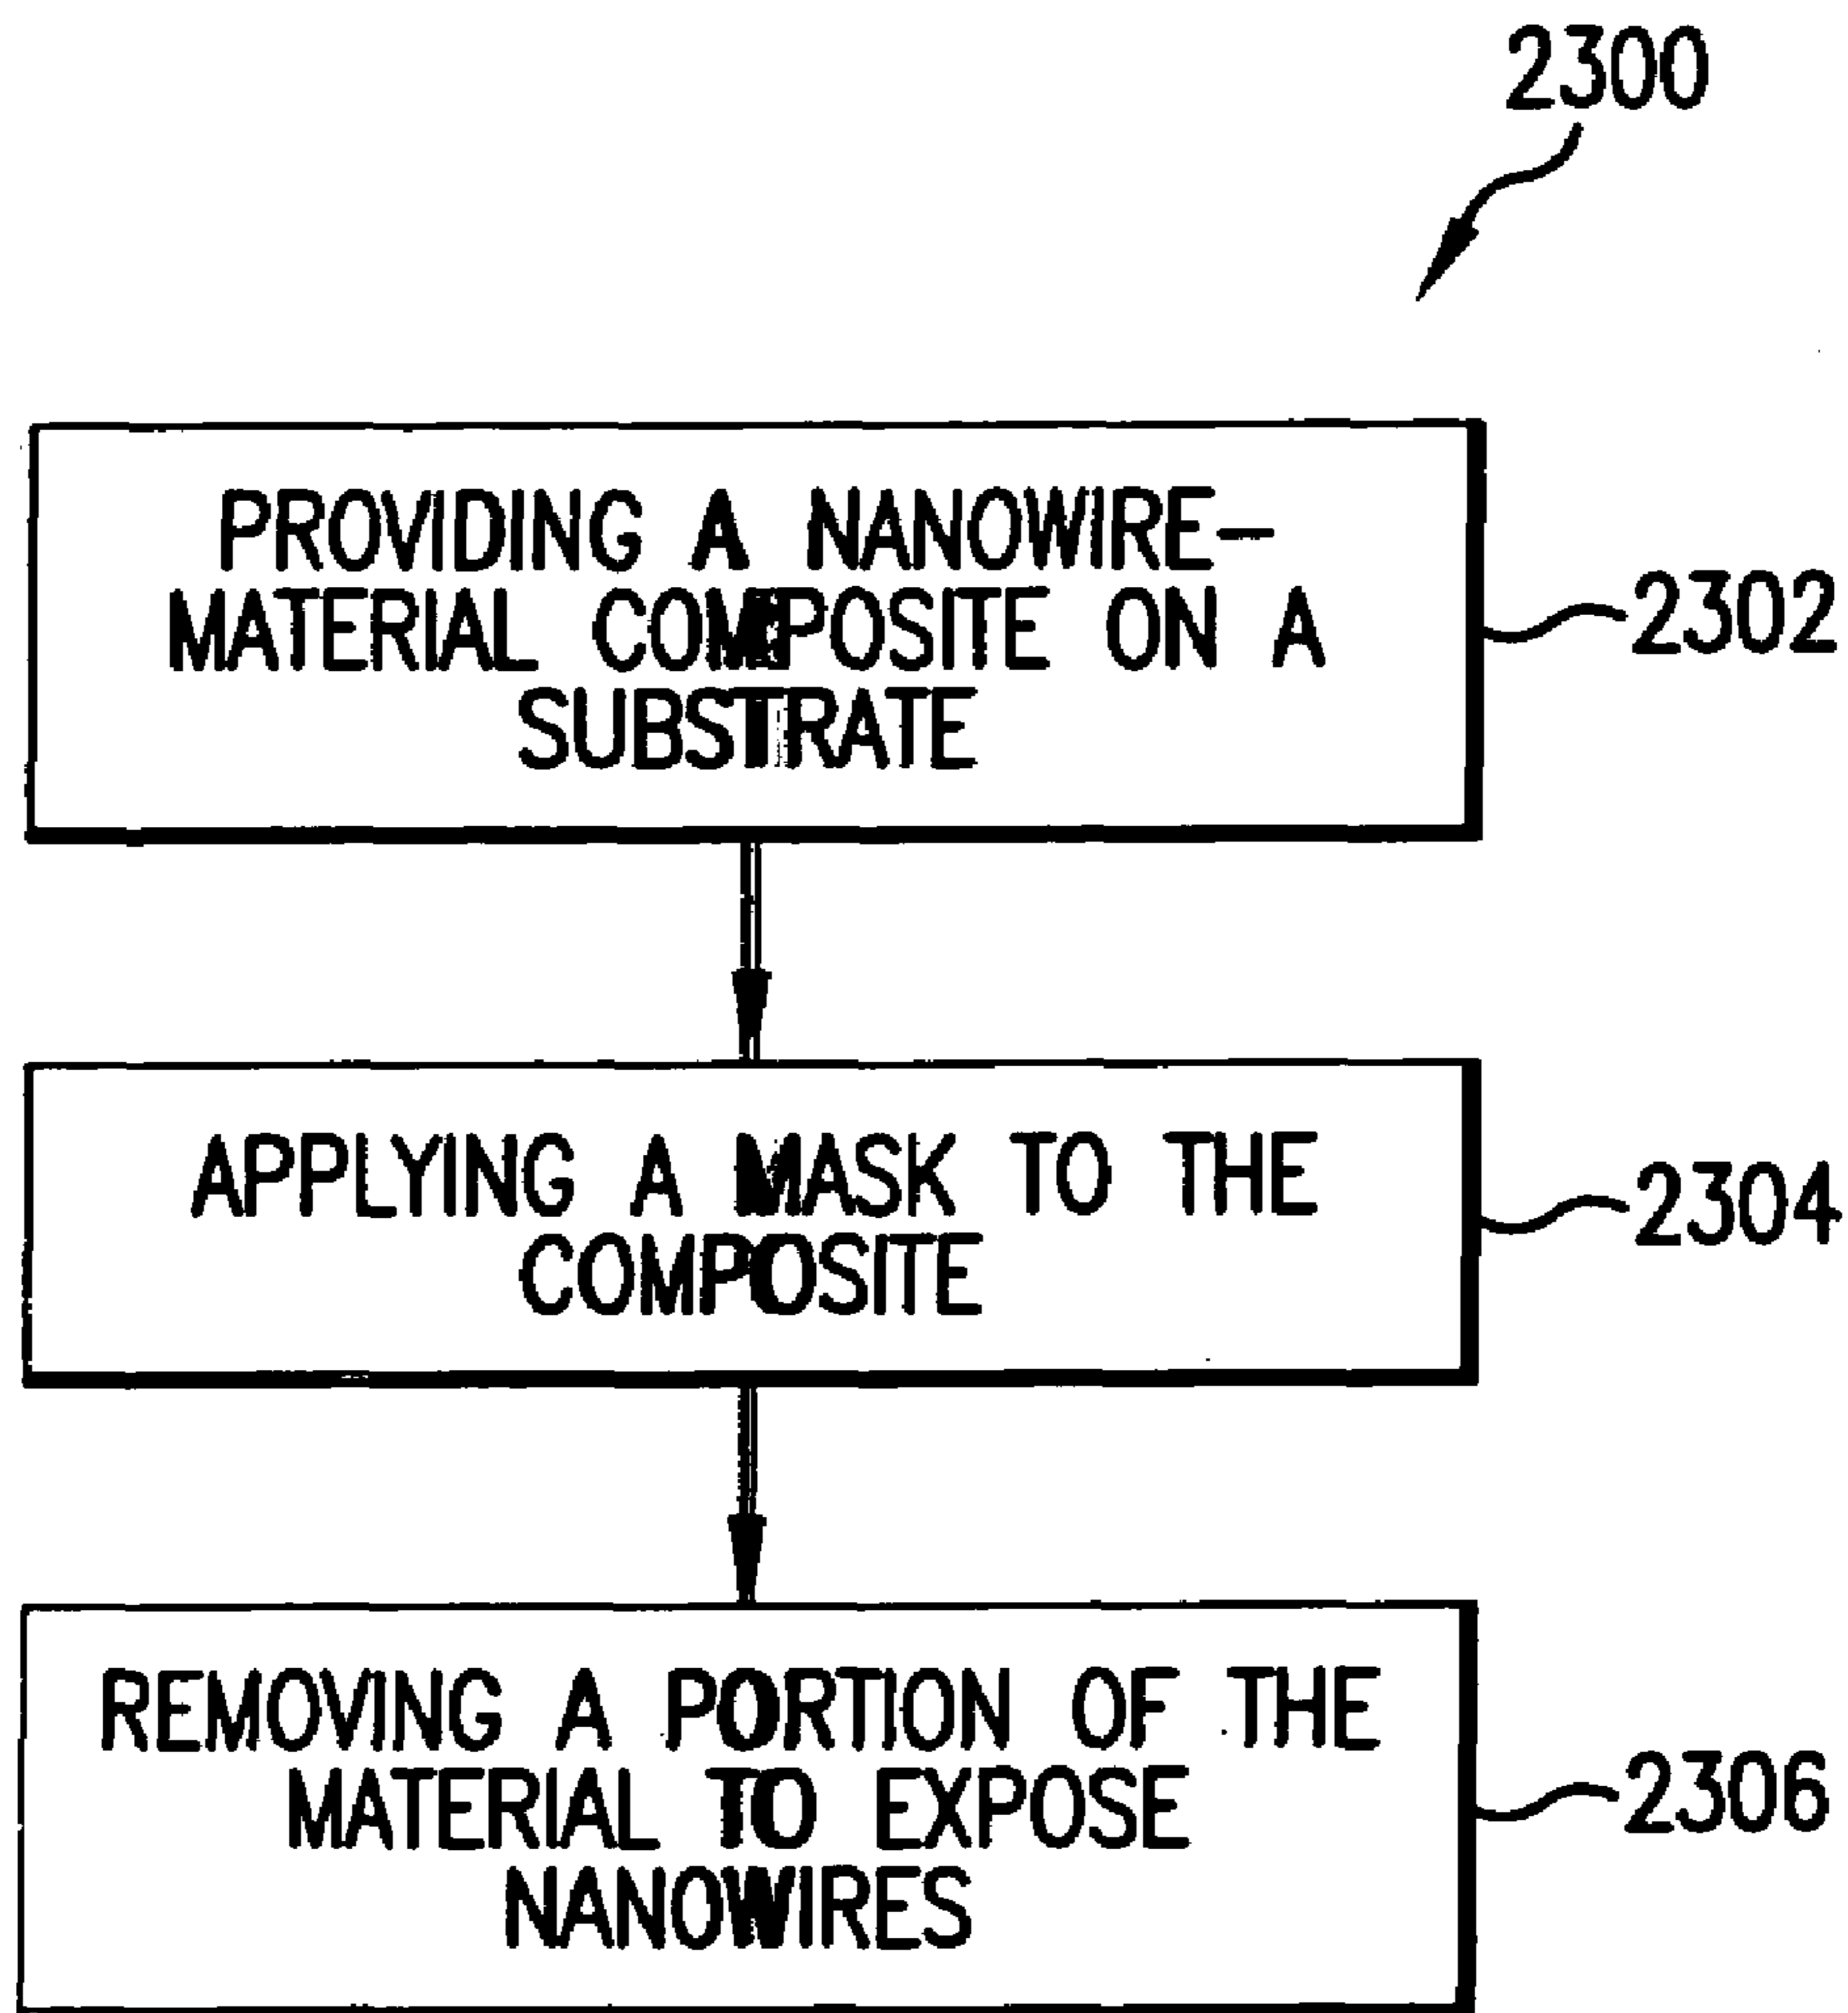 2300
PROVIDING A NANOWIRE-
MATERIAL COMPOSITE ON A
SUBSTRATE
2302
APPLYING A MASK TO THE
COMPOSITE
2304
REMOVING A PORTION OF THE
MATERIAL TO EXPOSE
NANOWIRES
2306